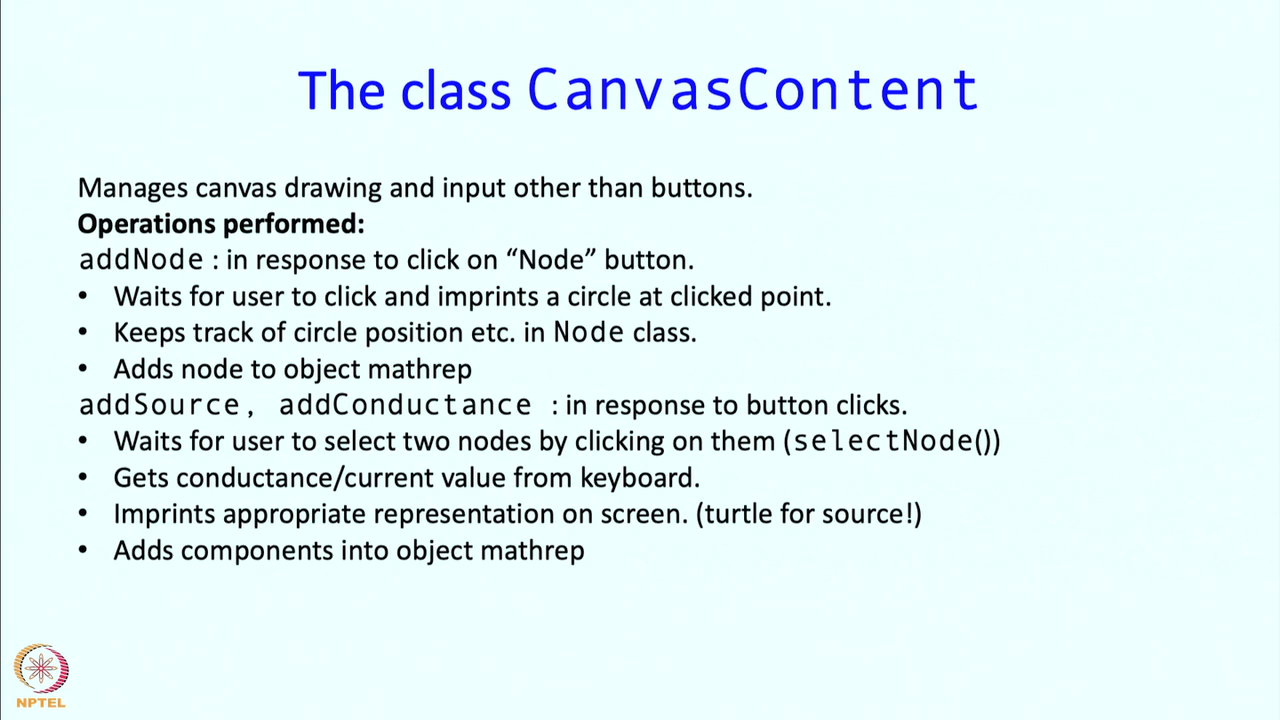 The class CanvasContent
Manages canvas drawing and input other than buttons.
Operations performed:
addNode : in response to click on “Node” button.
• Waits for user to click and imprints a circle at clicked point.
• Keeps track of circle position etc. in Node class.
• Adds node to object mathrep
addSource, addConductance : in response to button clicks.
• Waits for user to select two nodes by clicking on them (selectNode())
• Gets conductance/current value from keyboard.
• Imprints appropriate representation on screen. (turtle for source!)
• Adds components into object mathrep
NPTEL